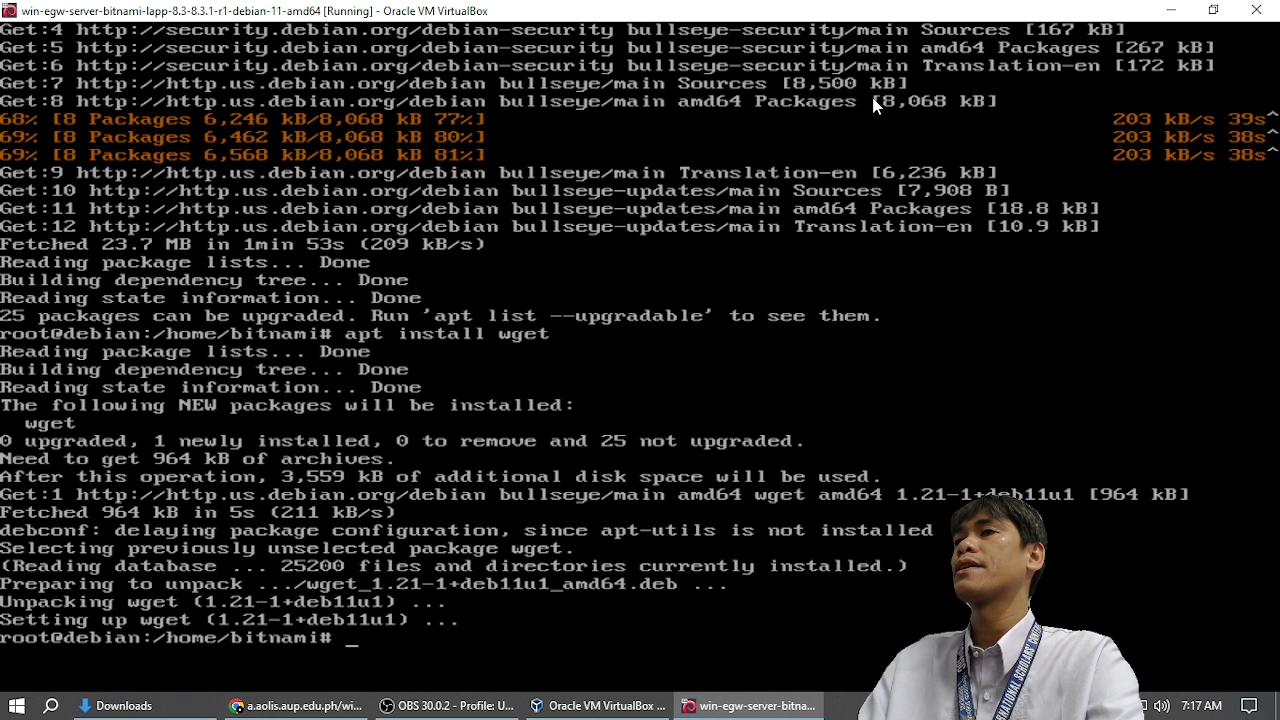 win-egw-server-bitnami-lapp-8.3-8.3.1-r1-debian-11-amd64 [Running] - Oracle VM VirtualBox
Get:4 http://security.debian.org/debian-security bullseye-security/main Sources [167 kB]
Get:5 http://security.debian.org/debian-security bullseye-security/main amd64 Packages [267 kB]
Get:6 http://security.debian.org/debian-security bullseye-security/main Translation-en [172 kB]
Get:7 http://http.us.debian.org/debian bullseye/main Sources [8,500 kB]
Get:8 http://http.us.debian.org/debian bullseye/main amd64 Packages [8,068 kB]
68% [8 Packages 6,246 kB/8,068 kB 77%] 203 kB/s 39s^
69% [8 Packages 6,462 kB/8,068 kB 80%] 203 kB/s 38s^
69% [8 Packages 6,568 kB/8,068 kB 81%] 203 kB/s 38s^
Get:9 http://http.us.debian.org/debian bullseye/main Translation-en [6,236 kB]
Get:10 http://http.us.debian.org/debian bullseye-updates/main Sources [7,908 B]
Get:11 http://http.us.debian.org/debian bullseye-updates/main amd64 Packages [18.8 kB]
Get:12 http://http.us.debian.org/debian bullseye-updates/main Translation-en [10.9 kB]
Fetched 23.7 MB in 1min 53s (209 kB/s)
Reading package lists... Done
Building dependency tree... Done
Reading state information... Done
25 packages can be upgraded. Run 'apt list --upgradable' to see them.
root@debian:/home/bitnami# apt install wget
Reading package lists... Done
Building dependency tree... Done
Reading state information... Done
The following NEW packages will be installed:
wget
0 upgraded, 1 newly installed, 0 to remove and 25 not upgraded.
Need to get 964 kB of archives.
After this operation, 3,559 kB of additional disk space will be used.
Get:1 http://http.us.debian.org/debian bullseye/main amd64 wget amd64 1.21-1+deb11u1 [964 kB]
Fetched 964 kB in 5s (211 kB/s)
debconf: delaying package configuration, since apt-utils is not installed
Selecting previously unselected package wget.
(Reading database ... 25200 files and directories currently installed.)
Preparing to unpack .../wget_1.21-1+deb11u1_amd64.deb ...
Unpacking wget (1.21-1+deb11u1) ...
Setting up wget (1.21-1+deb11u1) ...
root@debian:/home/bitnami# _
Downloads
a.aolis.aup.edu.ph/wi...
OBS 30.0.2 - Profile: U...
Oracle VM VirtualBox ...
win-egw-server-bitna...
7:17 AM